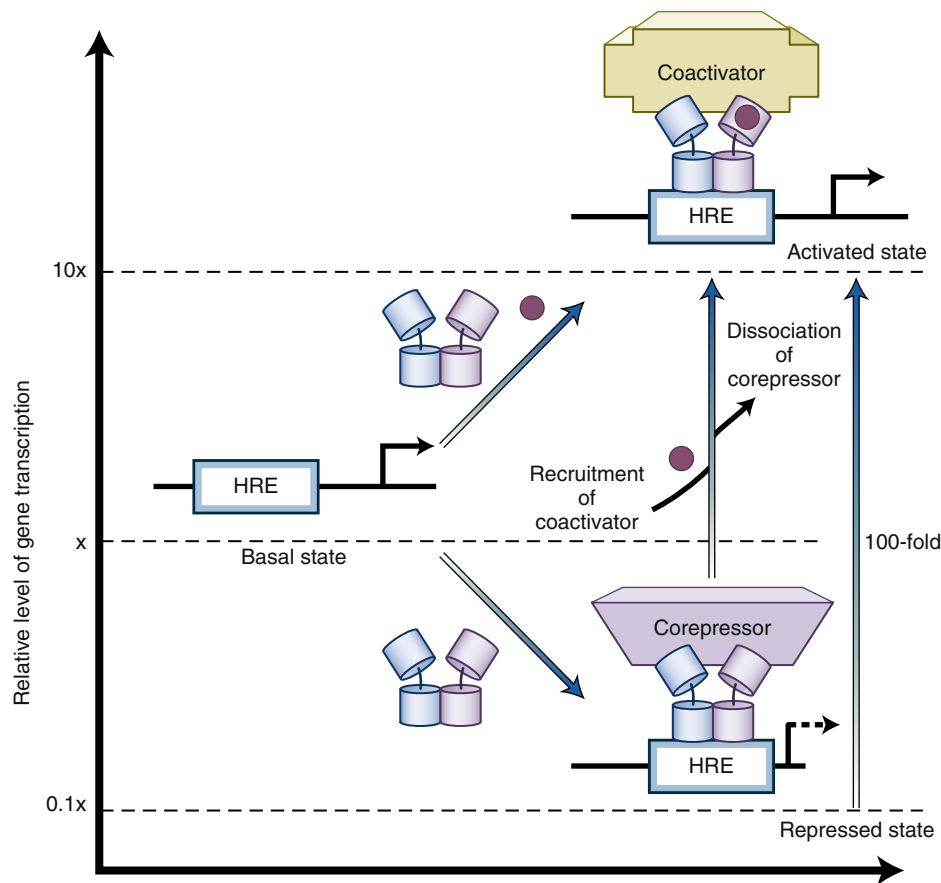 Coactivator
HRE
Activated state
10x
Dissociation
of
corepressor
HRE
Recruitment
of
coactivator
x
Basal state
100-fold
Corepressor
HRE
0.1x
Repressed state
Relative level of gene transcription